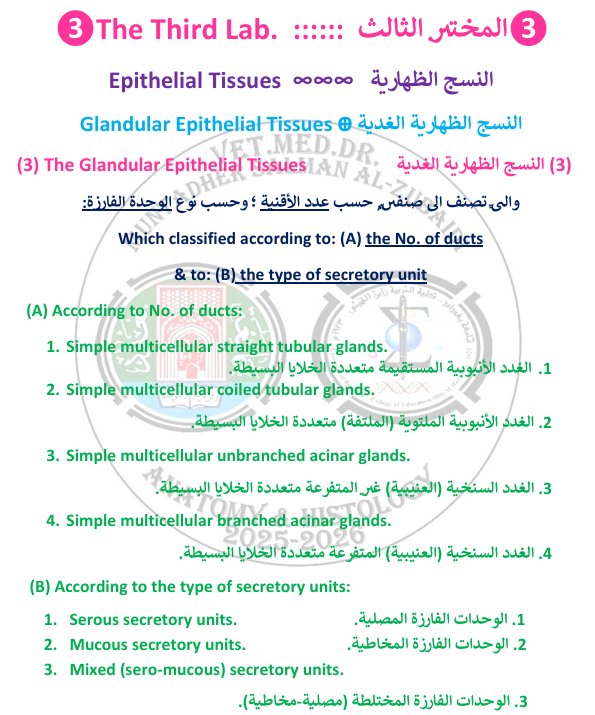 3 The Third Lab. :::::: المختبر الثالث 3
Epithelial Tissues ∞∞∞ النسج الظهارية
Glandular Epithelial Tissues ⊕ النسج الظهارية الغدية
(3) The Glandular Epithelial Tissues (3) النسج الظهارية الغدية
والتي تصنف الى صنفين حسب عدد الأقنية ؛ وحسب نوع الوحدة الفارزة:
Which classified according to: (A) the No. of ducts
& to: (B) the type of secretory unit
(A) According to No. of ducts:
1. Simple multicellular straight tubular glands.
1. الغدد الأنبوبية المستقيمة متعددة الخلايا البسيطة.
2. Simple multicellular coiled tubular glands.
2. الغدد الأنبوبية الملتوية (الملتفة) متعددة الخلايا البسيطة.
3. Simple multicellular unbranched acinar glands.
3. الغدد السنخية (العنيبية) غير المتفرعة متعددة الخلايا البسيطة.
4. Simple multicellular branched acinar glands.
4. الغدد السنخية (العنيبية) المتفرعة متعددة الخلايا البسيطة.
(B) According to the type of secretory units:
1. Serous secretory units. 1. الوحدات الفارزة المصلية.
2. Mucous secretory units. 2. الوحدات الفارزة المخاطية.
3. Mixed (sero-mucous) secretory units.
3. الوحدات الفارزة المختلطة (مصلية-مخاطية).
VET.MED.DR.
ANATOMY & HISTOLOGY
2025-2026